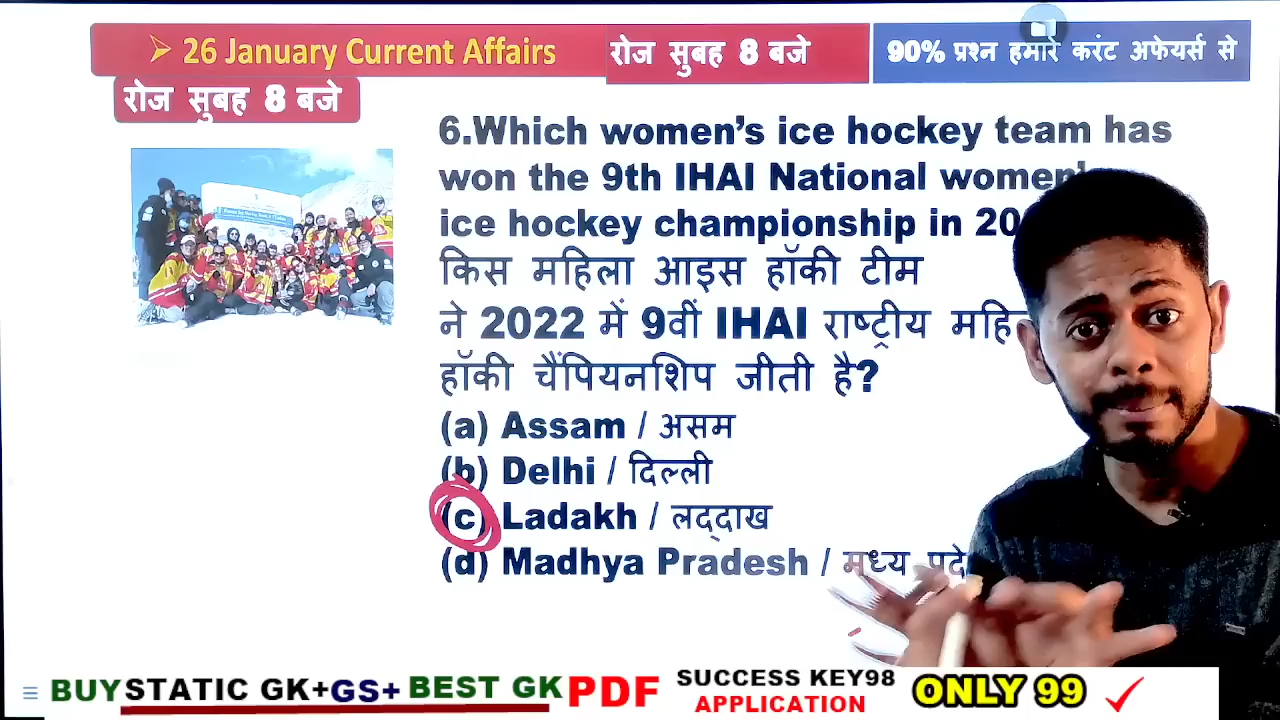 ➢ 26 January Current Affairs
रोज सुबह 8 बजे
90% प्रश्न हमारे करंट अफेयर्स से
रोज सुबह 8 बजे
6.Which women's ice hockey team has
won the 9th IHAI National
ice hockey championship in
किस महिला आइस हॉकी टीम
ने 2022 में 9वीं IHAI राष्ट्रीय
हॉकी चैंपियनशिप जीती है?
(a) Assam / असम
(b) Delhi / दिल्ली
(c) Ladakh / लद्दाख
(d) Madhya Pradesh / मध्य
BUY STATIC GK+GS+ BEST GK PDF
SUCCESS KEY98
APPLICATION
ONLY 99